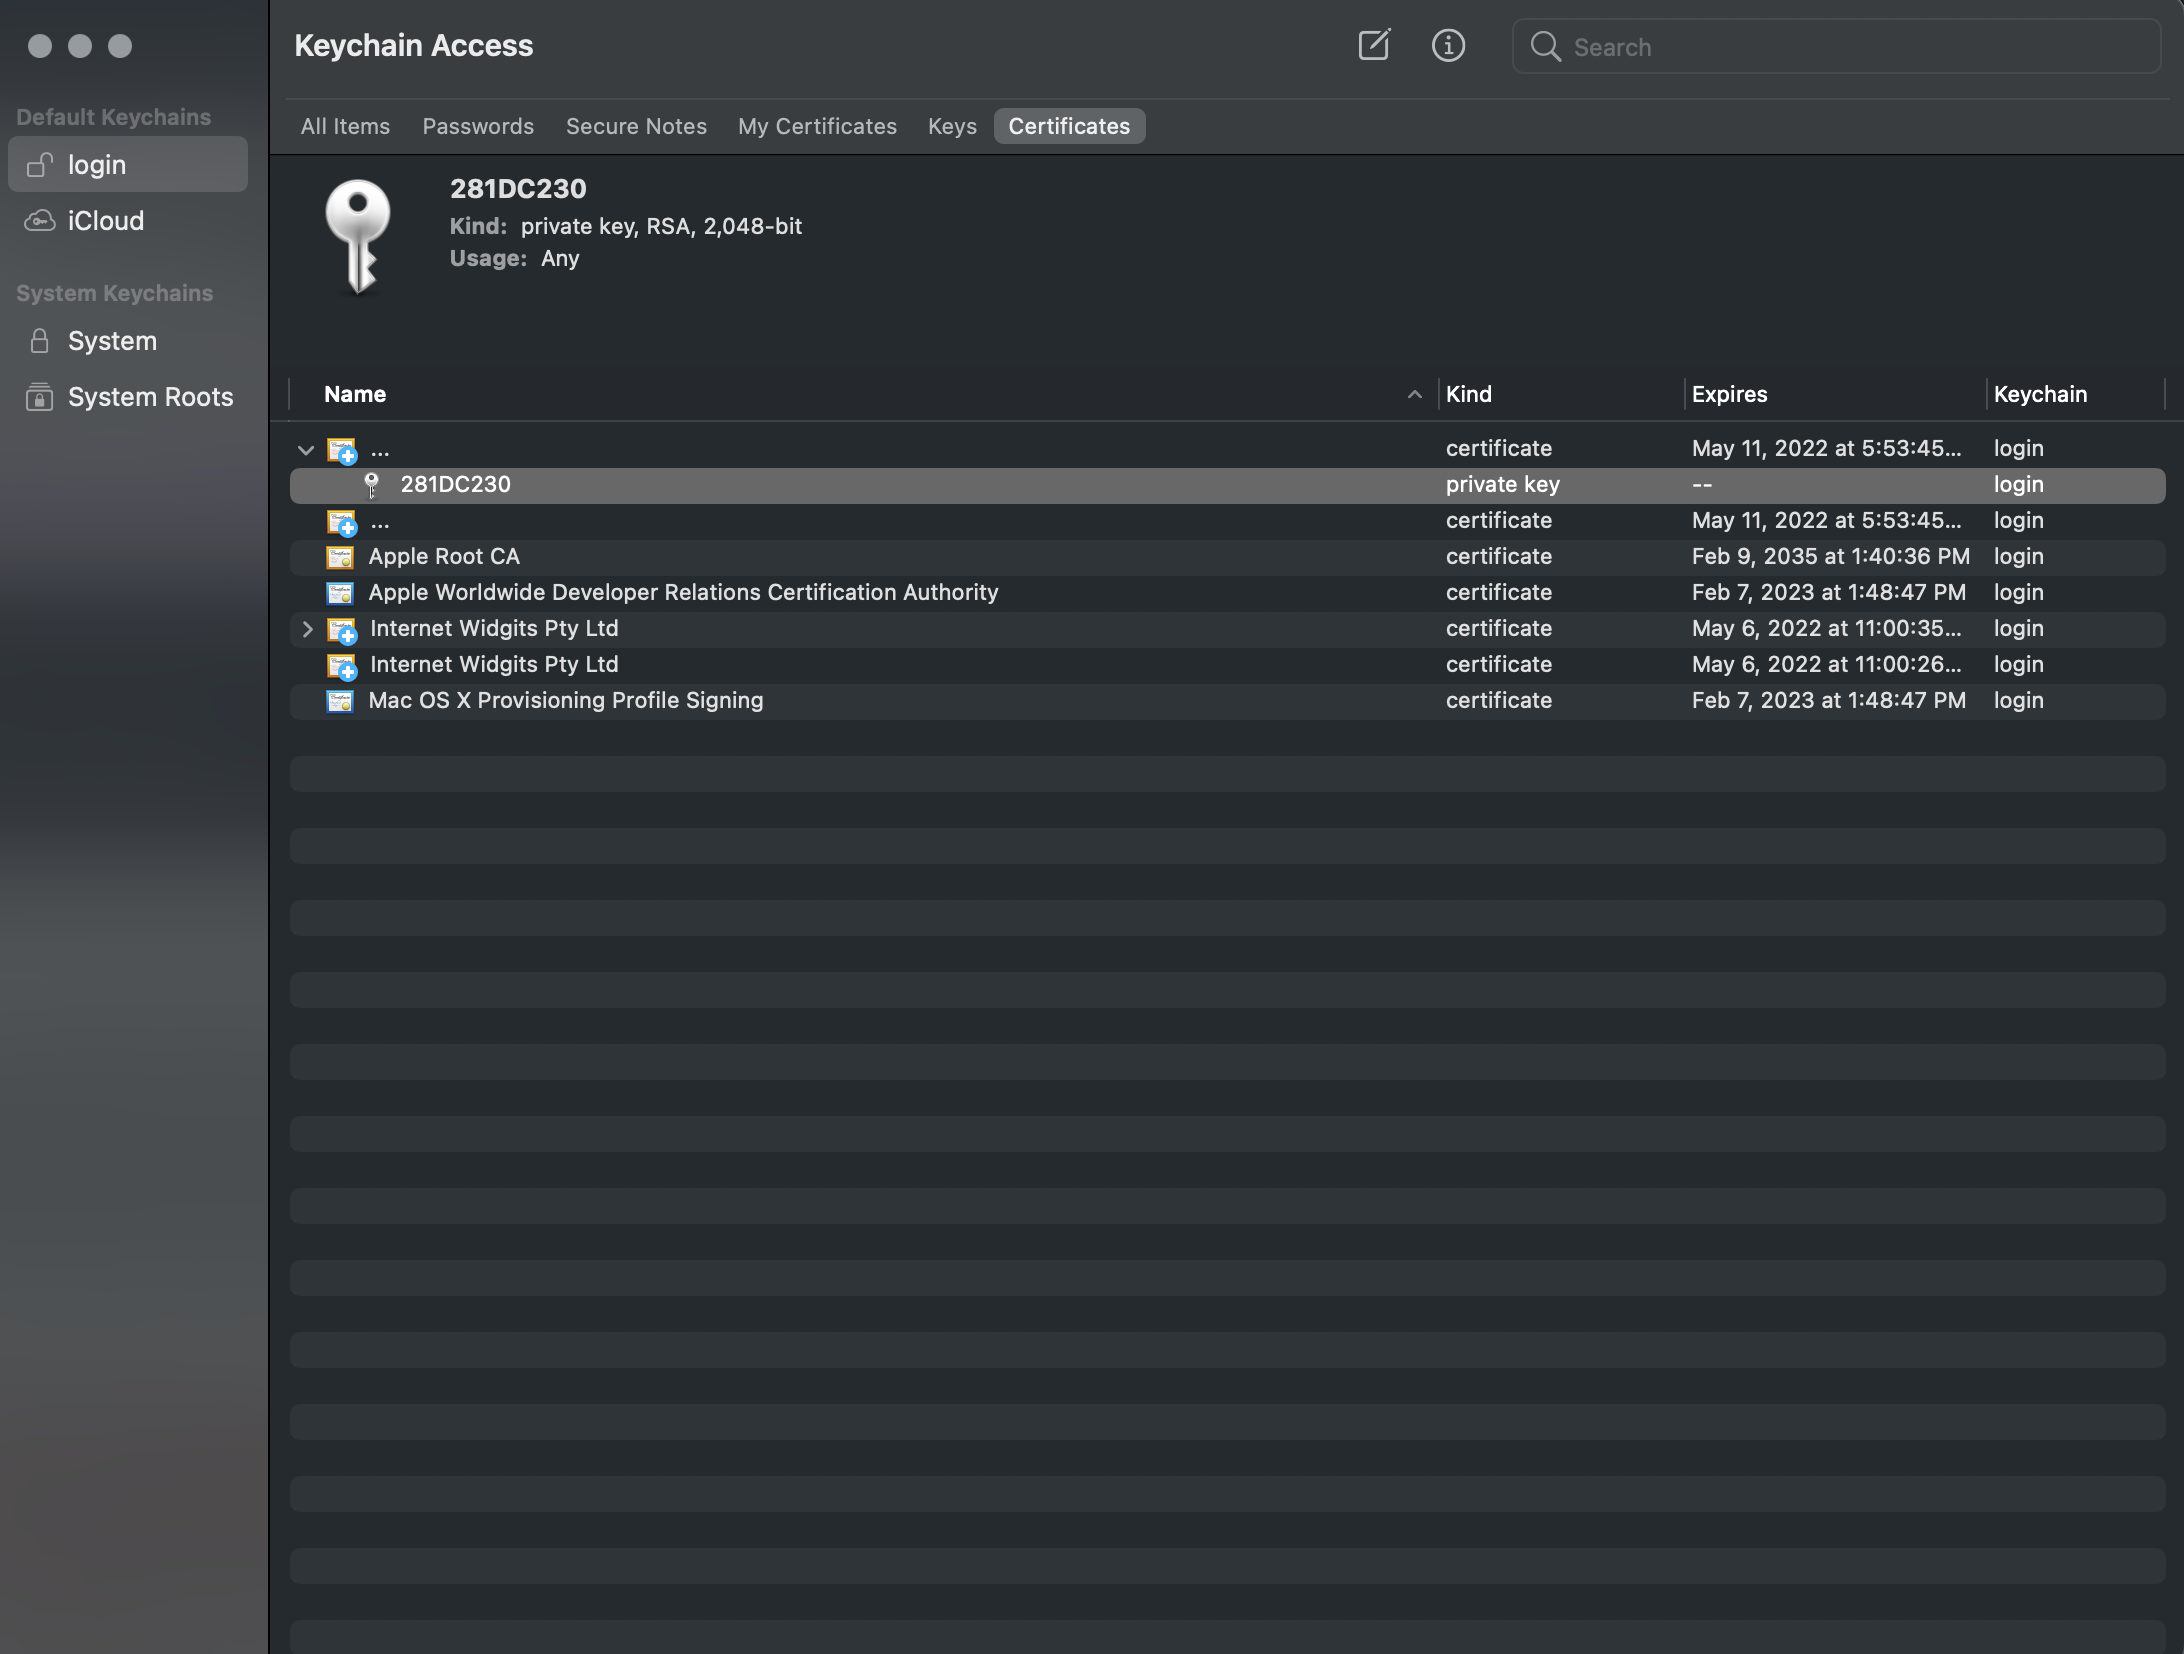 Keychain Access
Search
Default Keychains
login
iCloud
System Keychains
System
System Roots
All Items Passwords Secure Notes My Certificates Keys Certificates
281DC230
Kind: private key, RSA, 2,048-bit
Usage: Any
Name Kind Expires Keychain
... certificate May 11, 2022 at 5:53:45... login
281DC230 private key -- login
... certificate May 11, 2022 at 5:53:45... login
Apple Root CA certificate Feb 9, 2035 at 1:40:36 PM login
Apple Worldwide Developer Relations Certification Authority certificate Feb 7, 2023 at 1:48:47 PM login
Internet Widgits Pty Ltd certificate May 6, 2022 at 11:00:35... login
Internet Widgits Pty Ltd certificate May 6, 2022 at 11:00:26... login
Mac OS X Provisioning Profile Signing certificate Feb 7, 2023 at 1:48:47 PM login